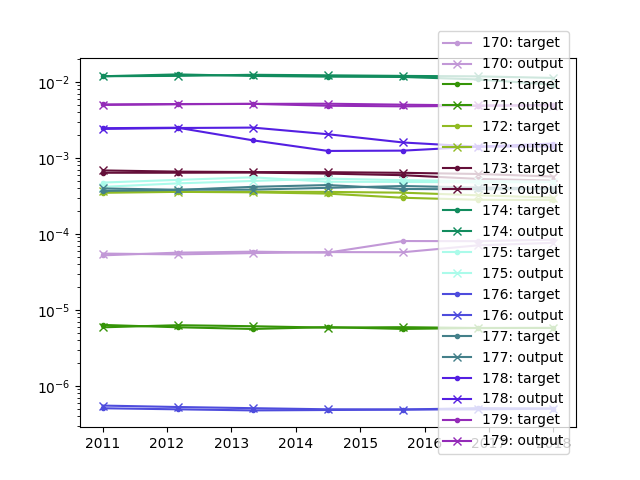 10⁻²
10⁻³
10⁻⁴
10⁻⁵
10⁻⁶
2011 2012 2013 2014 2015 2016 2017 2018
170: target
170: output
171: target
171: output
172: target
172: output
173: target
173: output
174: target
174: output
175: target
175: output
176: target
176: output
177: target
177: output
178: target
178: output
179: target
179: output